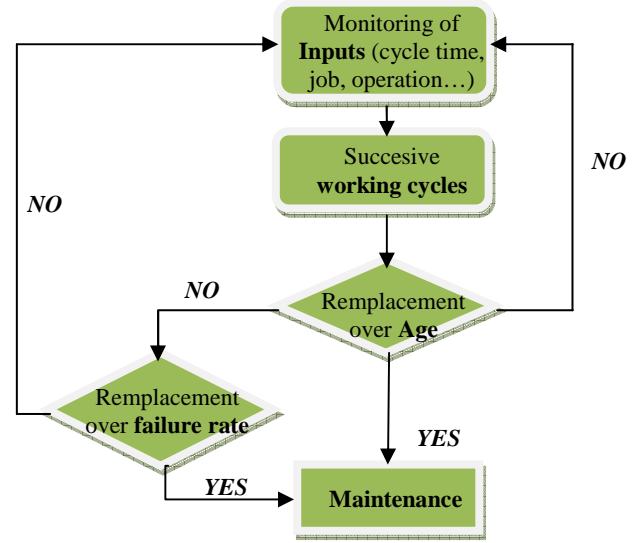 Monitoring of
Inputs (cycle time,
job, operation…)
Succesive
working cycles
NO
NO
NO
Remplacement
over Age
Remplacement
over failure rate
YES
YES
Maintenance